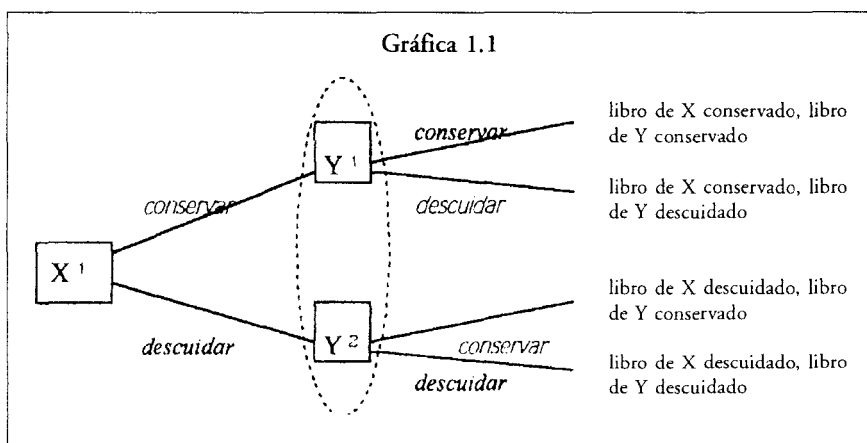 Gráfica 1.1
conservar
libro de X conservado, libro
de Y conservado
Y 1
conservar
descuidar
libro de X conservado, libro
de Y descuidado
X 1
descuidar
Y 2
conservar
descuidar
libro de X descuidado, libro
de Y conservado
libro de X descuidado, libro
de Y descuidado